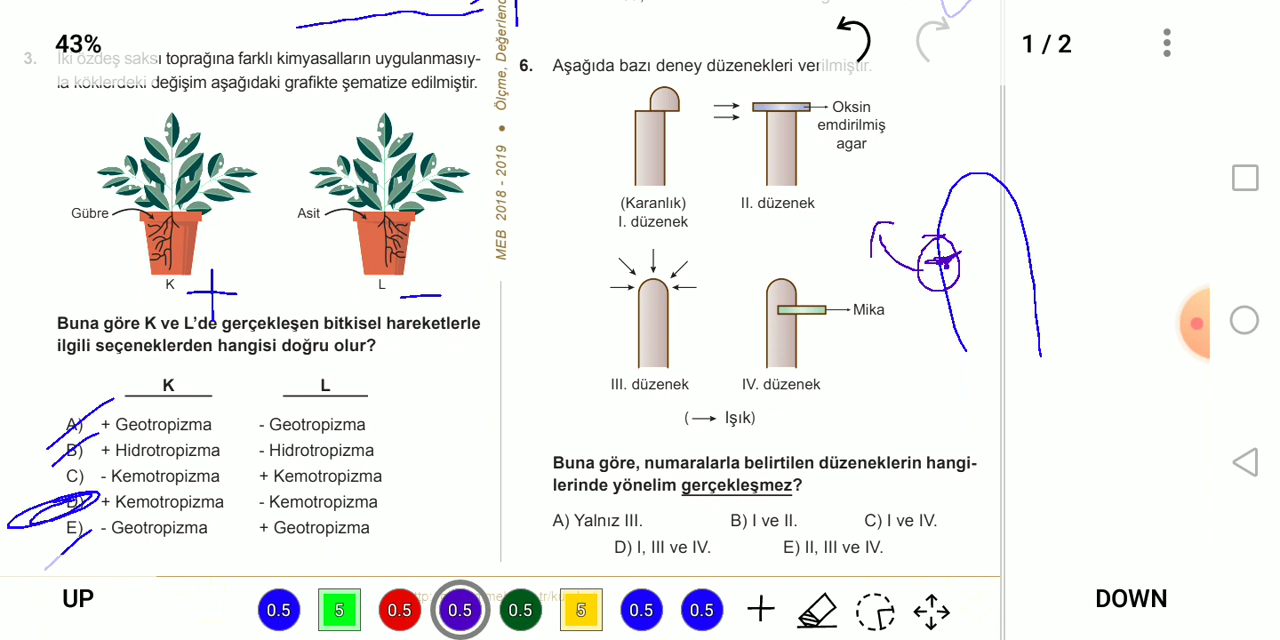 43%
1 / 2
3. İki özdeş saksı toprağına farklı kimyasalların uygulanmasıy-
la köklerdeki değişim aşağıdaki grafikte şematize edilmiştir.
Gübre
Asit
K
L
Buna göre K ve L'de gerçekleşen bitkisel hareketlerle
ilgili seçeneklerden hangisi doğru olur?
K L
A) + Geotropizma - Geotropizma
B) + Hidrotropizma - Hidrotropizma
C) - Kemotropizma + Kemotropizma
D) + Kemotropizma - Kemotropizma
E) - Geotropizma + Geotropizma
MEB 2018 - 2019 ● Ölçme, Değerlend
6. Aşağıda bazı deney düzenekleri verilmiştir.
Oksin
emdirilmiş
agar
(Karanlık)
I. düzenek
II. düzenek
Mika
III. düzenek
IV. düzenek
( → Işık)
Buna göre, numaralarla belirtilen düzeneklerin hangi-
lerinde yönelim gerçekleşmez?
A) Yalnız III. B) I ve II. C) I ve IV.
D) I, III ve IV. E) II, III ve IV.
UP
0.5 5 0.5 0.5 0.5 5 0.5 0.5
DOWN